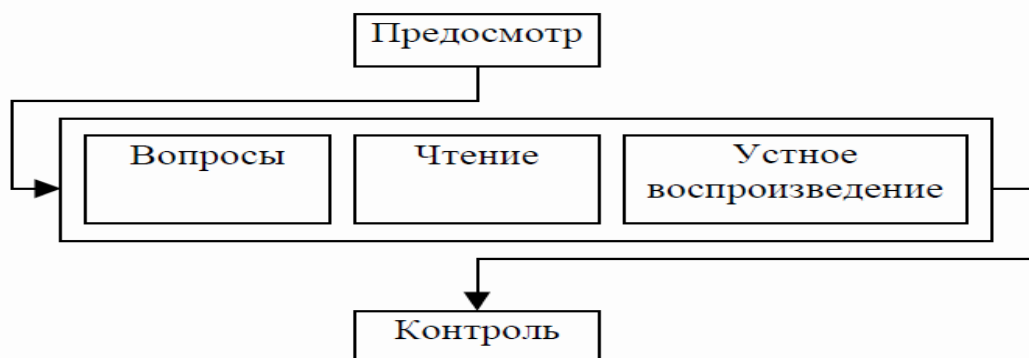 Предосмотр
Вопросы
Чтение
Устное
воспроизведение
Контроль